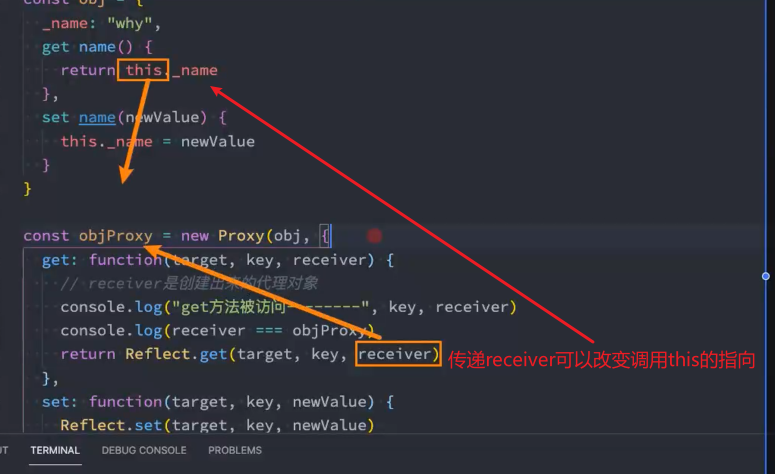 const obj = {
_name: "why",
get name() {
return this._name
},
set name(newValue) {
this._name = newValue
}
}
const objProxy = new Proxy(obj, {
get: function(target, key, receiver) {
// receiver是创建出来的代理对象
console.log("get方法被访问--------", key, receiver)
console.log(receiver === objProxy)
return Reflect.get(target, key, receiver) 传递receiver可以改变调用this的指向
},
set: function(target, key, newValue) {
Reflect.set(target, key, newValue)
UT TERMINAL DEBUG CONSOLE PROBLEMS